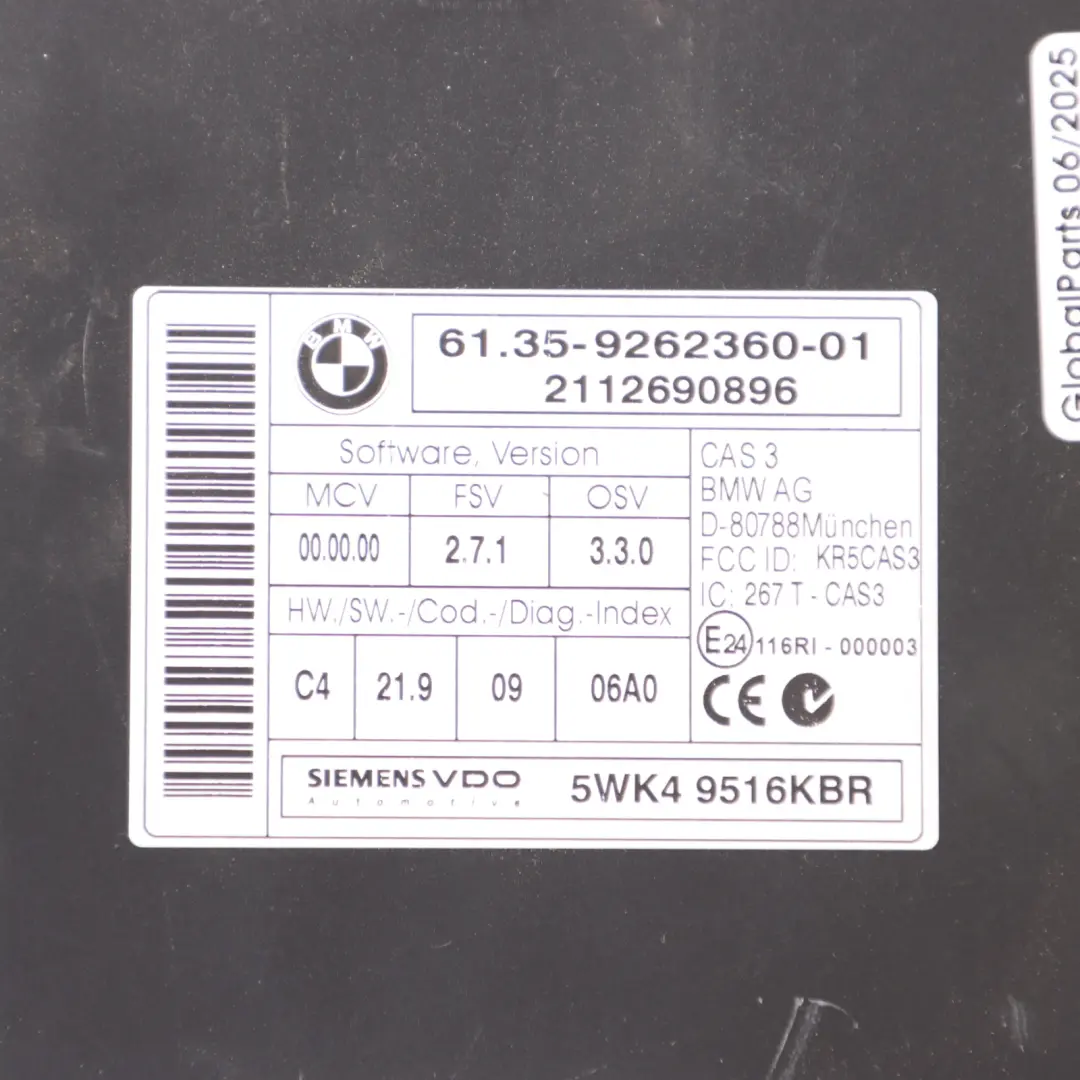 BMW
61.35-9262360-01
2112690896
Software, Version
MCV FSV OSV
00.00.00 2.7.1 3.3.0
HW./SW.-/Cod.-/Diag.-Index
C4 21.9 09 06A0
CAS 3
BMW AG
D-80788München
FCC ID: KR5CAS3
IC: 267 T - CAS3
E24 116RI - 000003
CE
SIEMENS VDO
Automotive
5WK4 9516KBR
GlobalParts 06/2025